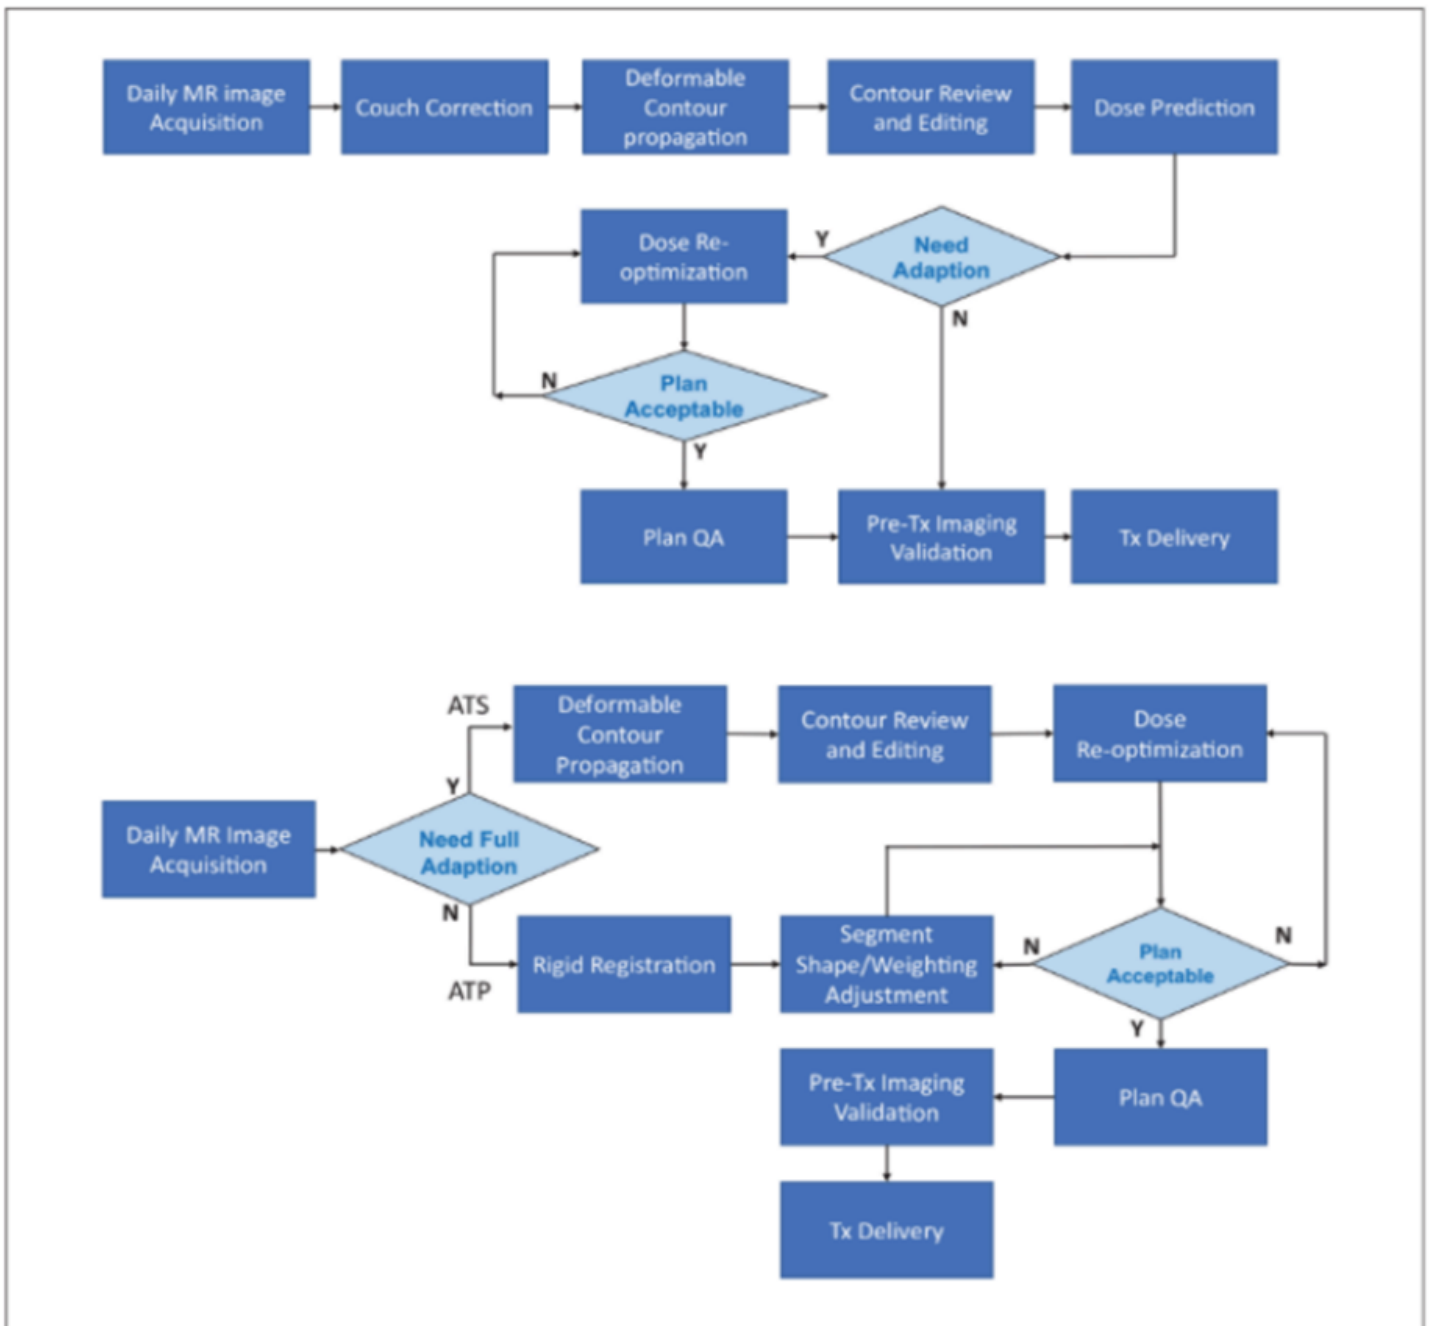 Daily MR image
Acquisition
Couch Correction
Deformable
Contour
propagation
Contour Review
and Editing
Dose Prediction
Dose Re-
optimization
Y
Need
Adaption
N
N
Plan
Acceptable
Y
Plan QA
Pre-Tx Imaging
Validation
Tx Delivery
ATS
Deformable
Contour
Propagation
Contour Review
and Editing
Dose
Re-optimization
Y
Daily MR Image
Acquisition
Need Full
Adaption
N
ATP
Rigid Registration
Segment
Shape/Weighting
Adjustment
N
Plan
Acceptable
N
Y
Pre-Tx Imaging
Validation
Plan QA
Tx Delivery